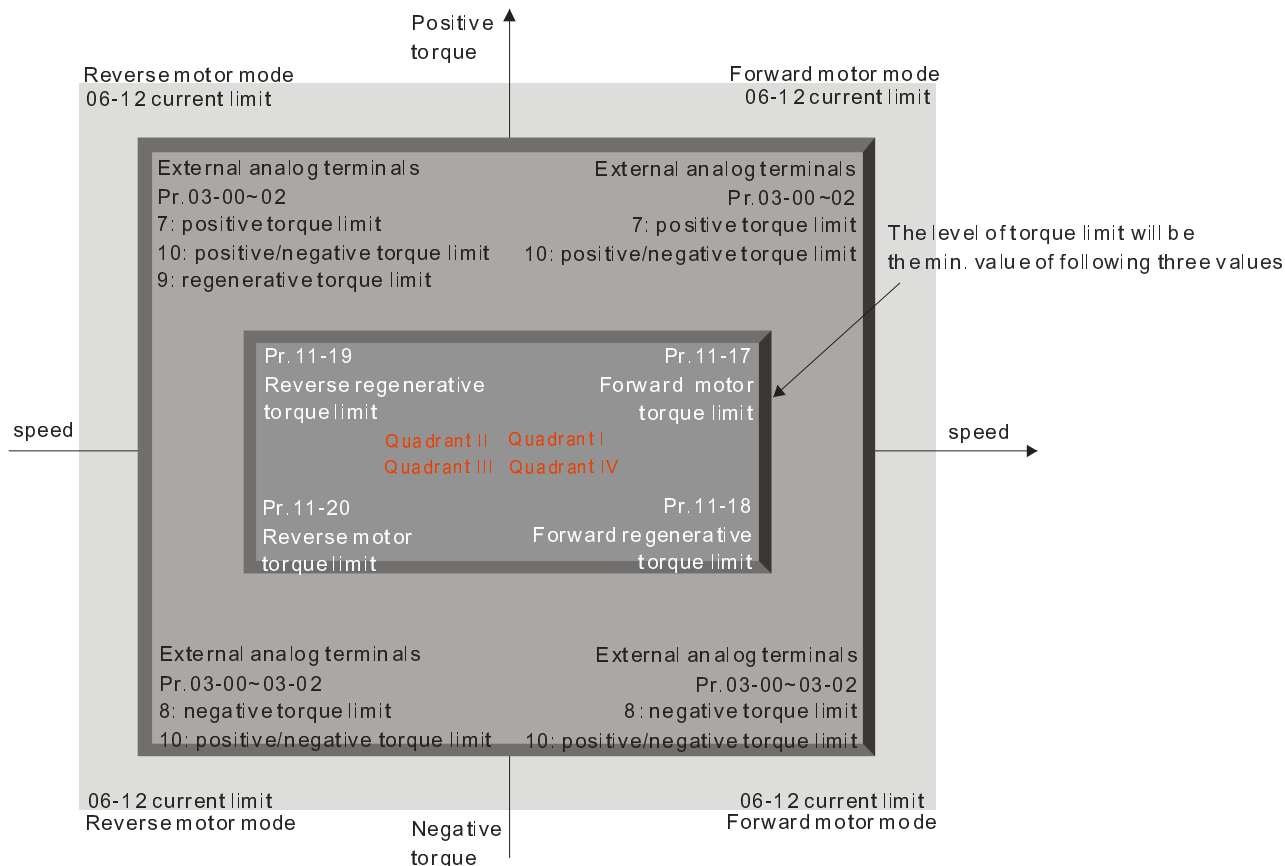 Positive
torque
Reverse motor mode
06-12 current limit
Forward motor mode
06-12 current limit
External analog terminals
Pr.03-00~02
7: positive torque limit
10: positive/negative torque limit
9: regenerative torque limit
External analog terminals
Pr.03-00~02
7: positive torque limit
10: positive/negative torque limit
The level of torque limit will be
the min. value of following three values
Pr.11-19
Reverse regenerative
torque limit
Pr.11-17
Forward motor
torque limit
speed
Quadrant II
Quadrant I
speed
Quadrant III
Quadrant IV
Pr.11-20
Reverse motor
torque limit
Pr.11-18
Forward regenerative
torque limit
External analog terminals
Pr.03-00~03-02
8: negative torque limit
10: positive/negative torque limit
External analog terminals
Pr.03-00~03-02
8: negative torque limit
10: positive/negative torque limit
06-12 current limit
Reverse motor mode
06-12 current limit
Forward motor mode
Negative
torque